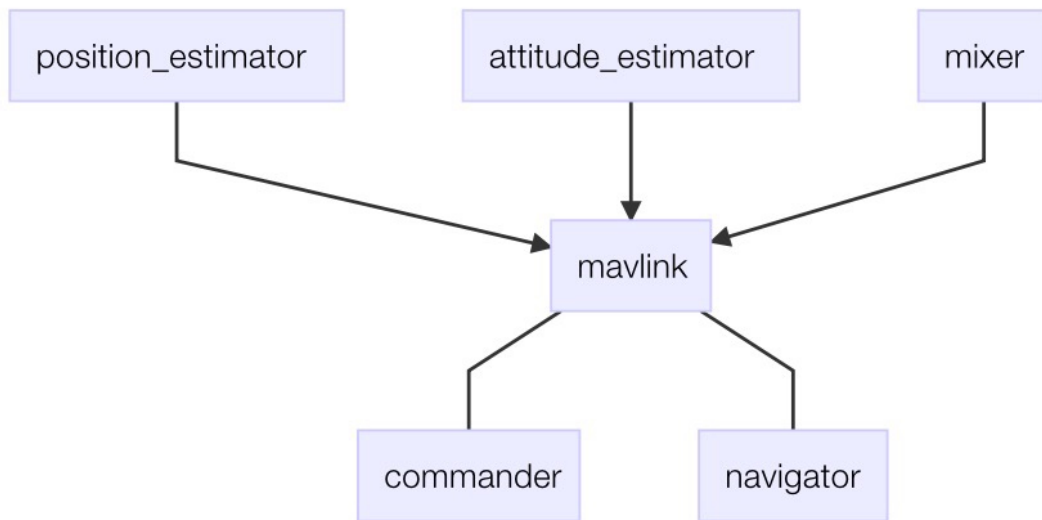 position_estimator
attitude_estimator
mixer
mavlink
commander
navigator